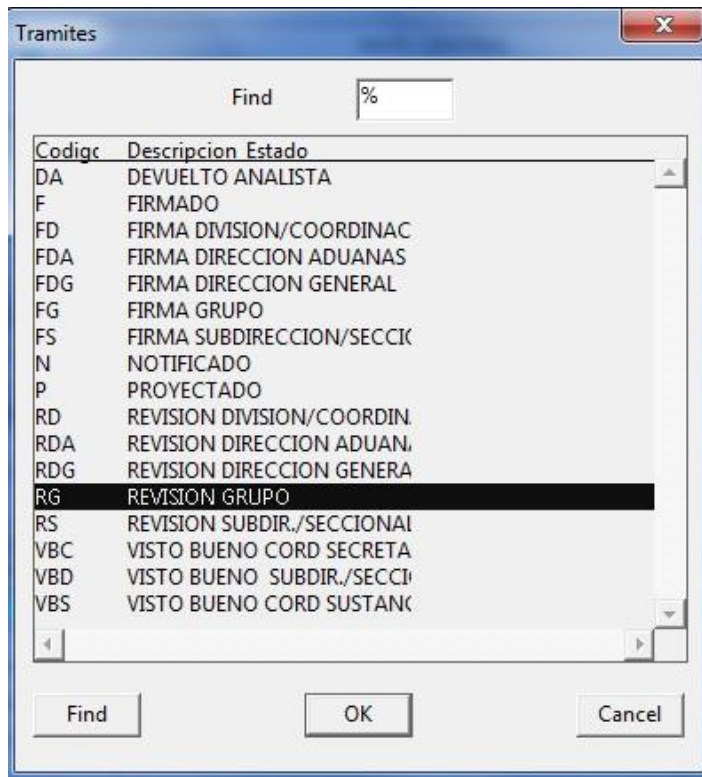 Tramites
Find %
Codigc Descripcion Estado
DA DEVUELTO ANALISTA
F FIRMADO
FD FIRMA DIVISION/COORDINAC
FDA FIRMA DIRECCION ADUANAS
FDG FIRMA DIRECCION GENERAL
FG FIRMA GRUPO
FS FIRMA SUBDIRECCION/SECCI(
N NOTIFICADO
P PROYECTADO
RD REVISION DIVISION/COORDIN
RDA REVISION DIRECCION ADUAN
RDG REVISION DIRECCION GENERA
RG REVISION GRUPO
RS REVISION SUBDIR./SECCIONAL
VBC VISTO BUENO CORD SECRETA
VBD VISTO BUENO SUBDIR./SECCI
VBS VISTO BUENO CORD SUSTAN(
Find OK Cancel